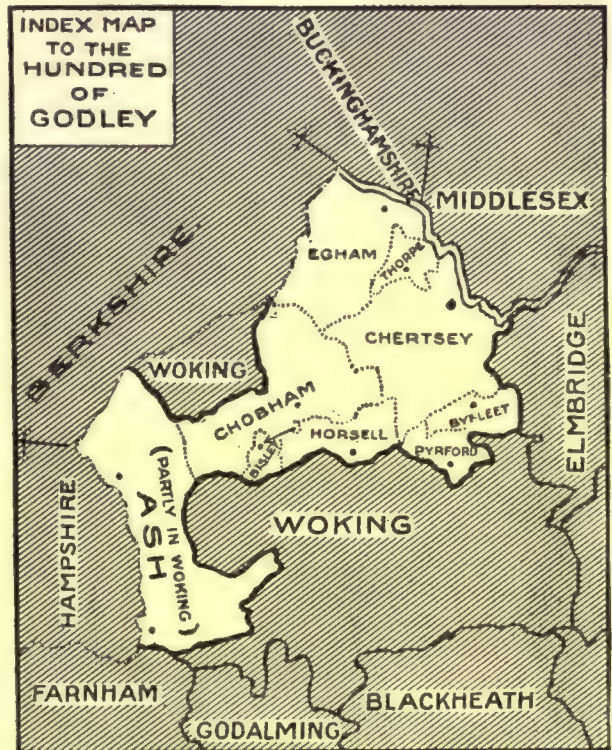 INDEX MAP
TO THE
HUNDRED
OF
GODLEY
BUCKINGHAMSHIRE
MIDDLESEX
BERKSHIRE.
EGHAM
THORPE
CHERTSEY
ELMBRIDGE
WOKING
CHOBHAM
BISLEY
HORSELL
BYFLEET
PYRFORD
HAMPSHIRE
ASH
(PARTLY IN WOKING)
WOKING
FARNHAM
GODALMING
BLACKHEATH